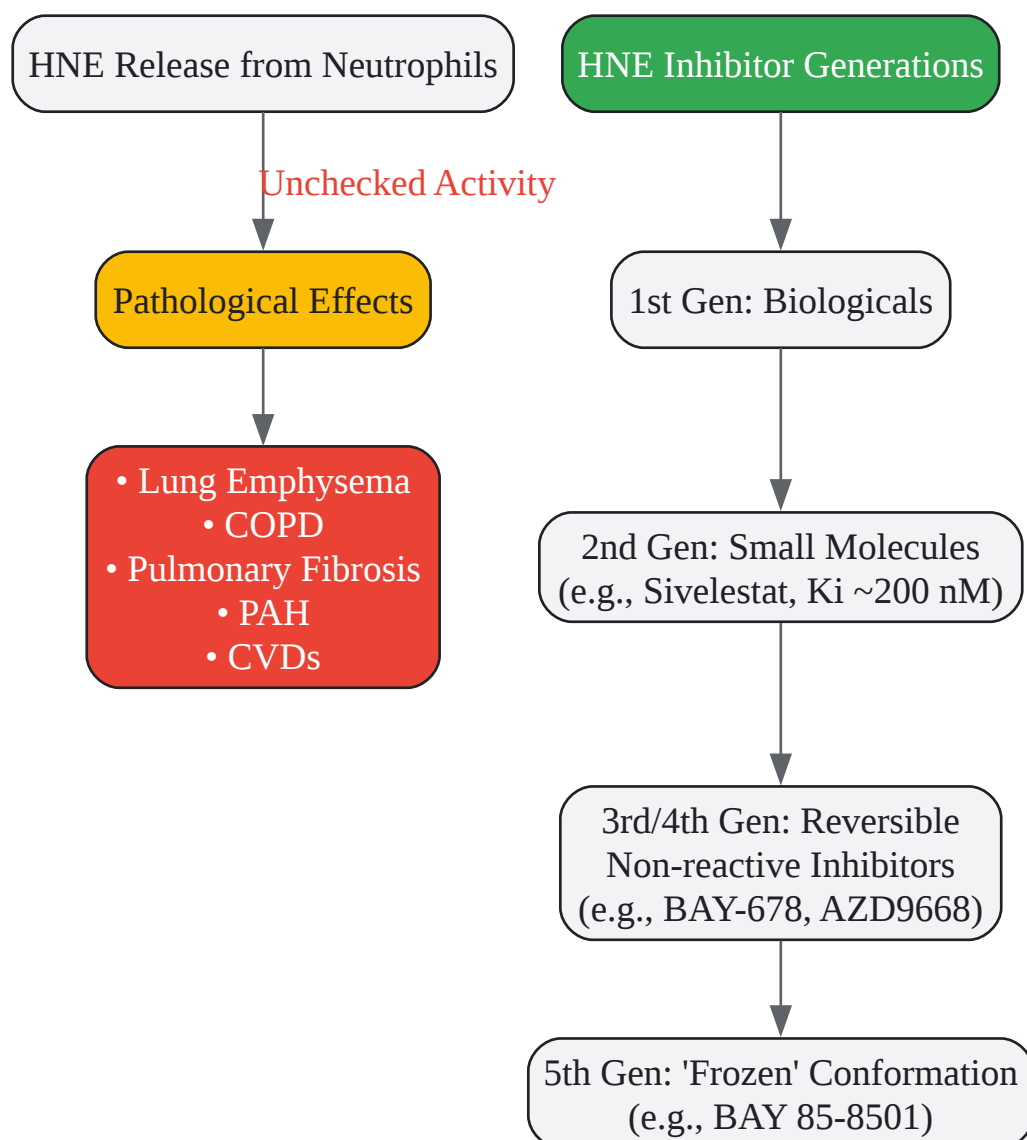 HNE Release from Neutrophils
Unchecked Activity
Pathological Effects
• Lung Emphysema
• COPD
• Pulmonary Fibrosis
• PAH
• CVDs
HNE Inhibitor Generations
1st Gen: Biologicals
2nd Gen: Small Molecules
(e.g., Sivelestat, Ki ~200 nM)
3rd/4th Gen: Reversible
Non-reactive Inhibitors
(e.g., BAY-678, AZD9668)
5th Gen: 'Frozen' Conformation
(e.g., BAY 85-8501)